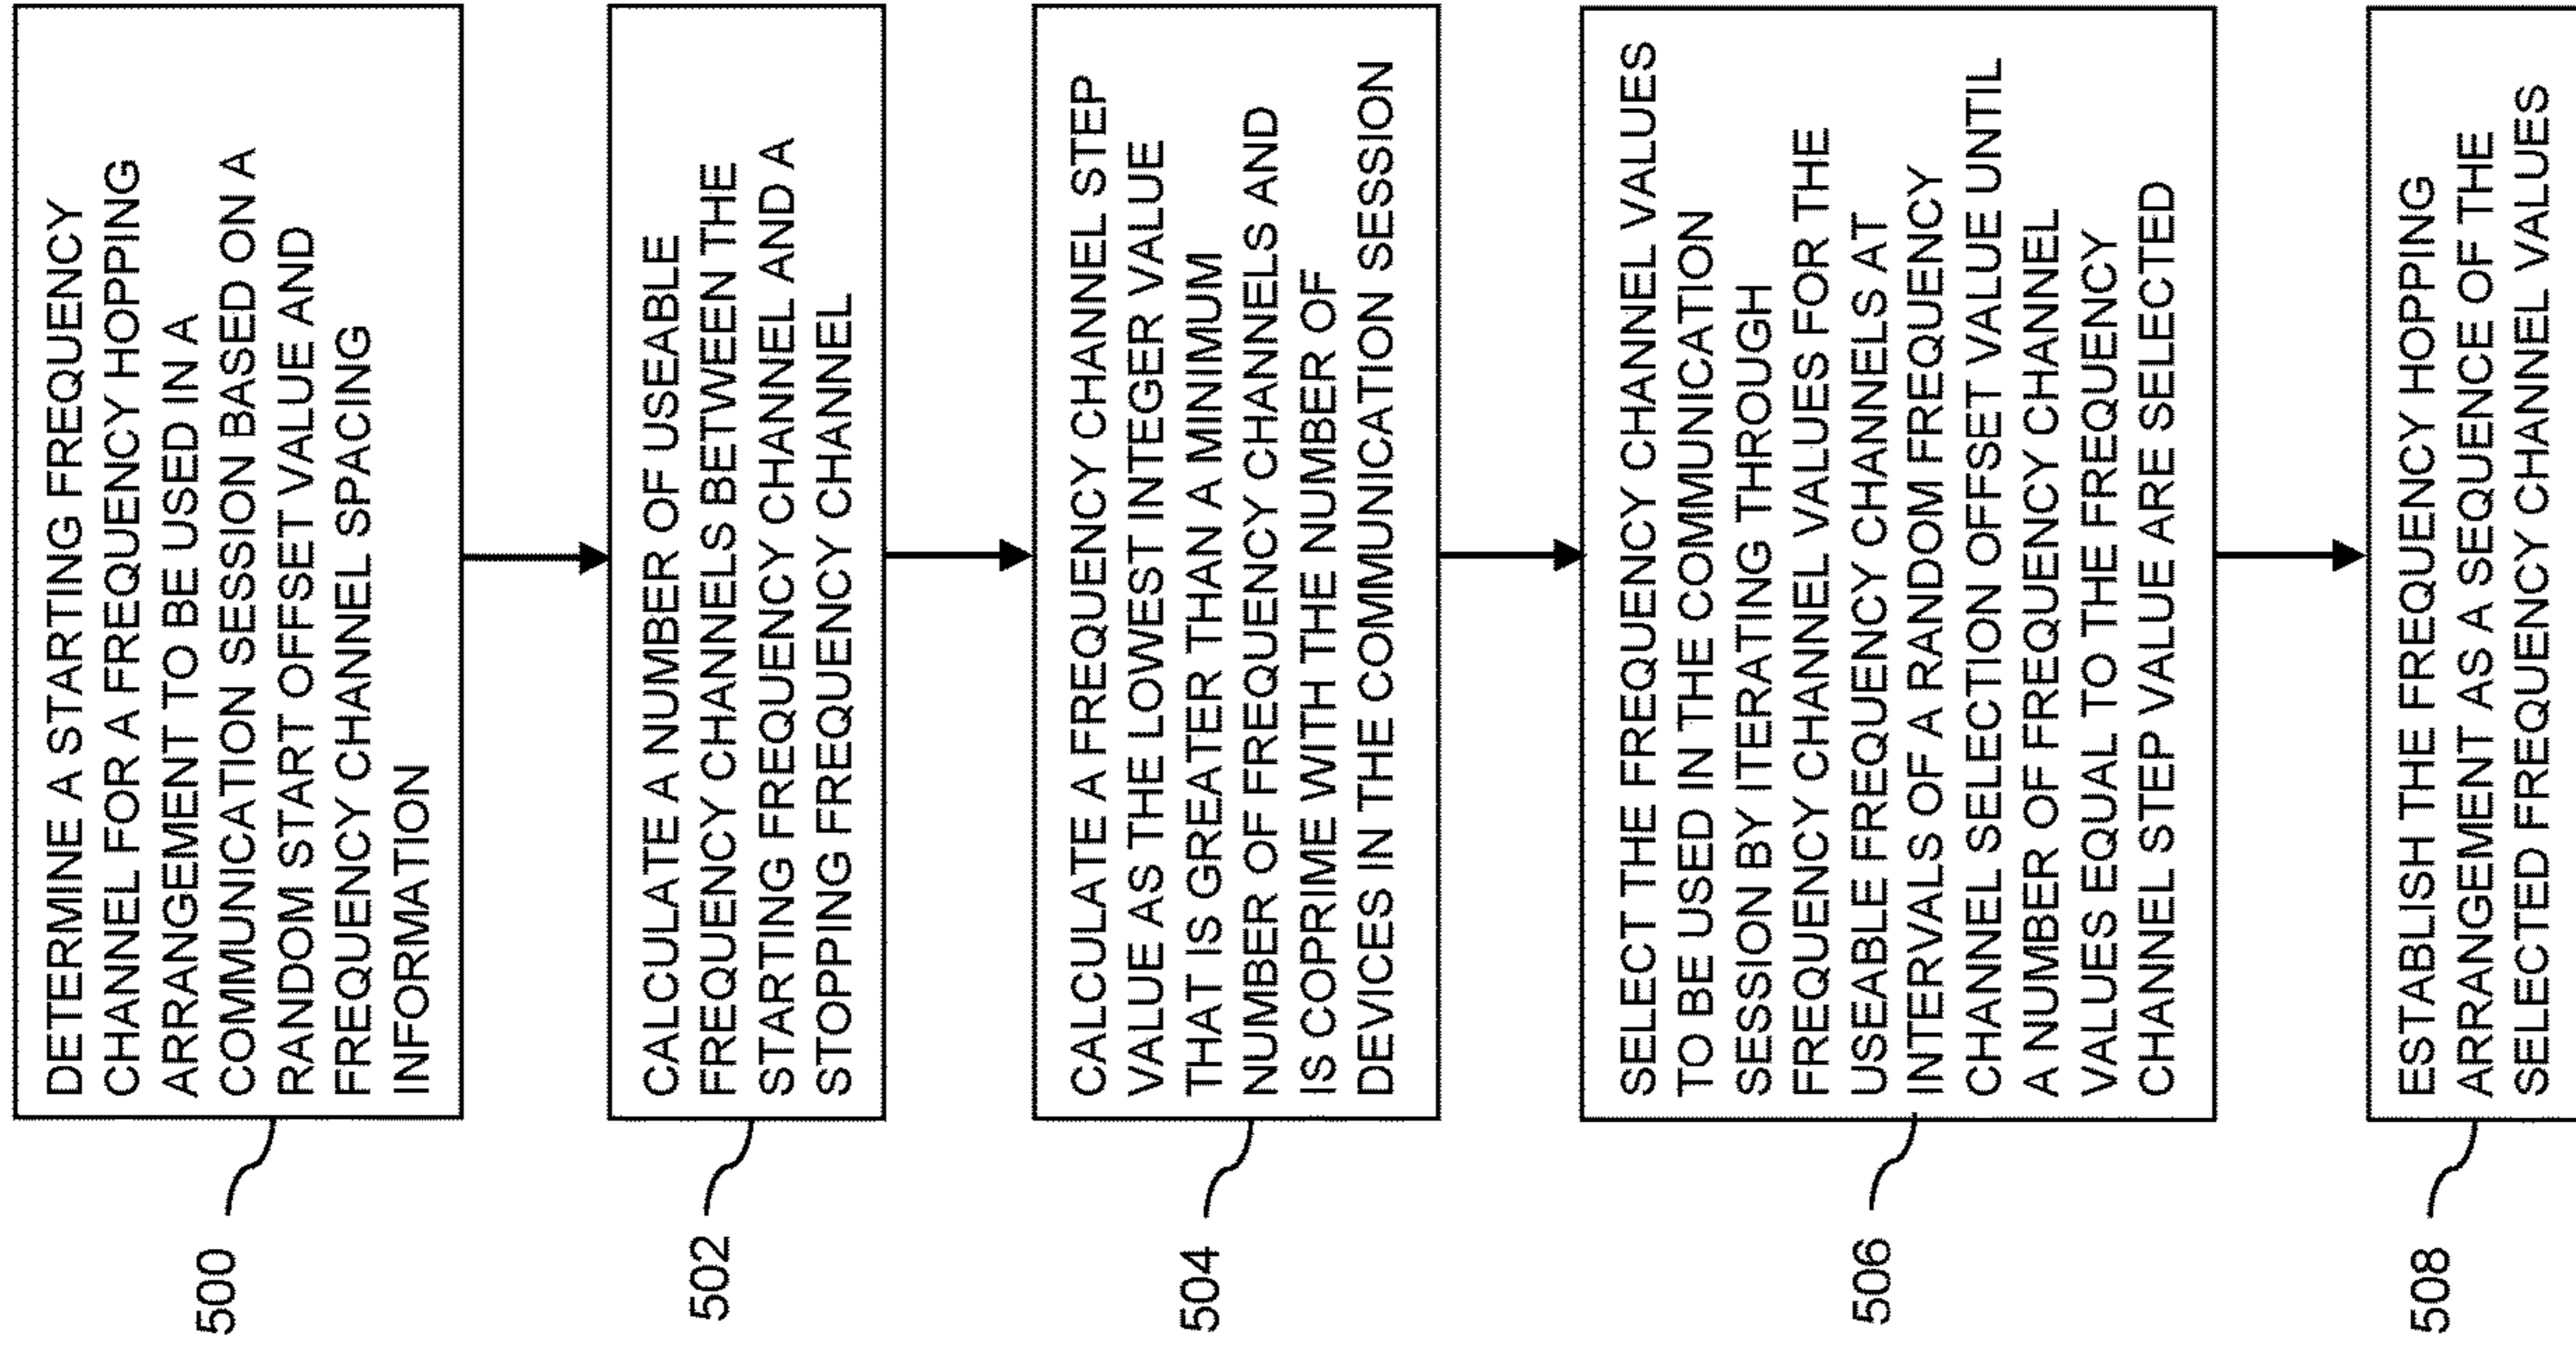 500
DETERMINE A STARTING FREQUENCY
CHANNEL FOR A FREQUENCY HOPPING
ARRANGEMENT TO BE USED IN A
COMMUNICATION SESSION BASED ON A
RANDOM START OFFSET VALUE AND
FREQUENCY CHANNEL SPACING
INFORMATION
502
CALCULATE A NUMBER OF USEABLE
FREQUENCY CHANNELS BETWEEN THE
STARTING FREQUENCY CHANNEL AND A
STOPPING FREQUENCY CHANNEL
504
CALCULATE A FREQUENCY CHANNEL STEP
VALUE AS THE LOWEST INTEGER VALUE
THAT IS GREATER THAN A MINIMUM
NUMBER OF FREQUENCY CHANNELS AND
IS COPRIME WITH THE NUMBER OF
DEVICES IN THE COMMUNICATION SESSION
506
SELECT THE FREQUENCY CHANNEL VALUES
TO BE USED IN THE COMMUNICATION
SESSION BY ITERATING THROUGH
FREQUENCY CHANNEL VALUES FOR THE
USEABLE FREQUENCY CHANNELS AT
INTERVALS OF A RANDOM FREQUENCY
CHANNEL SELECTION OFFSET VALUE UNTIL
A NUMBER OF FREQUENCY CHANNEL
VALUES EQUAL TO THE FREQUENCY
CHANNEL STEP VALUE ARE SELECTED
508
ESTABLISH THE FREQUENCY HOPPING
ARRANGEMENT AS A SEQUENCE OF THE
SELECTED FREQUENCY CHANNEL VALUES